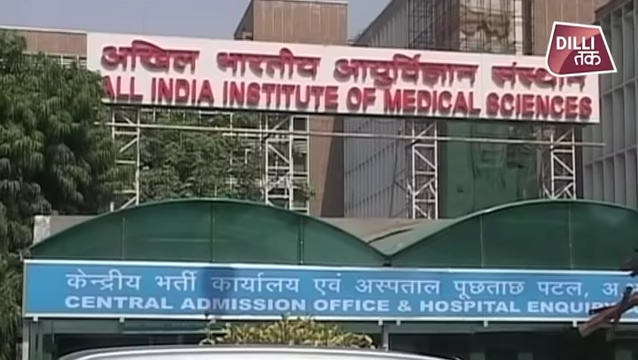 DILLI
तक
अखिल भारतीय आयुर्विज्ञान संस्थान
ALL INDIA INSTITUTE OF MEDICAL SCIENCES
केन्द्रीय भर्ती कार्यालय एवं अस्पताल पूछताछ पटल,
CENTRAL ADMISSION OFFICE & HOSPITAL ENQUIRY